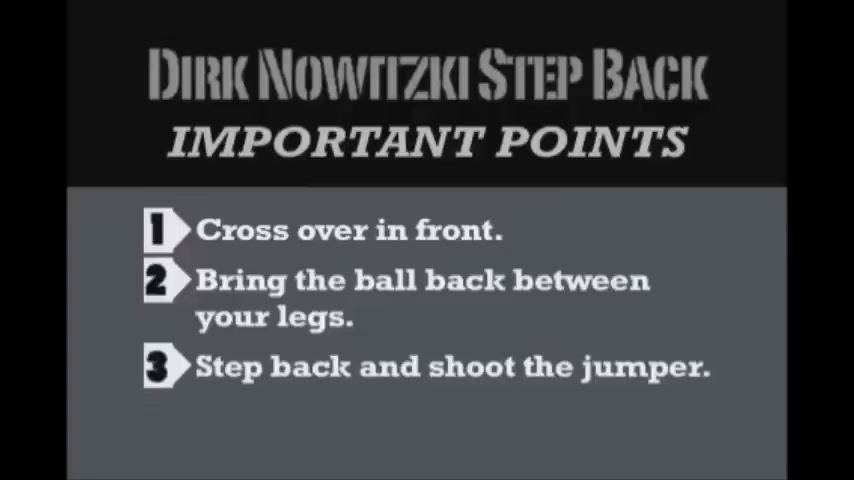 DIRK NOWITZKI STEP BACK
IMPORTANT POINTS
1 Cross over in front.
2 Bring the ball back between
your legs.
3 Step back and shoot the jumper.